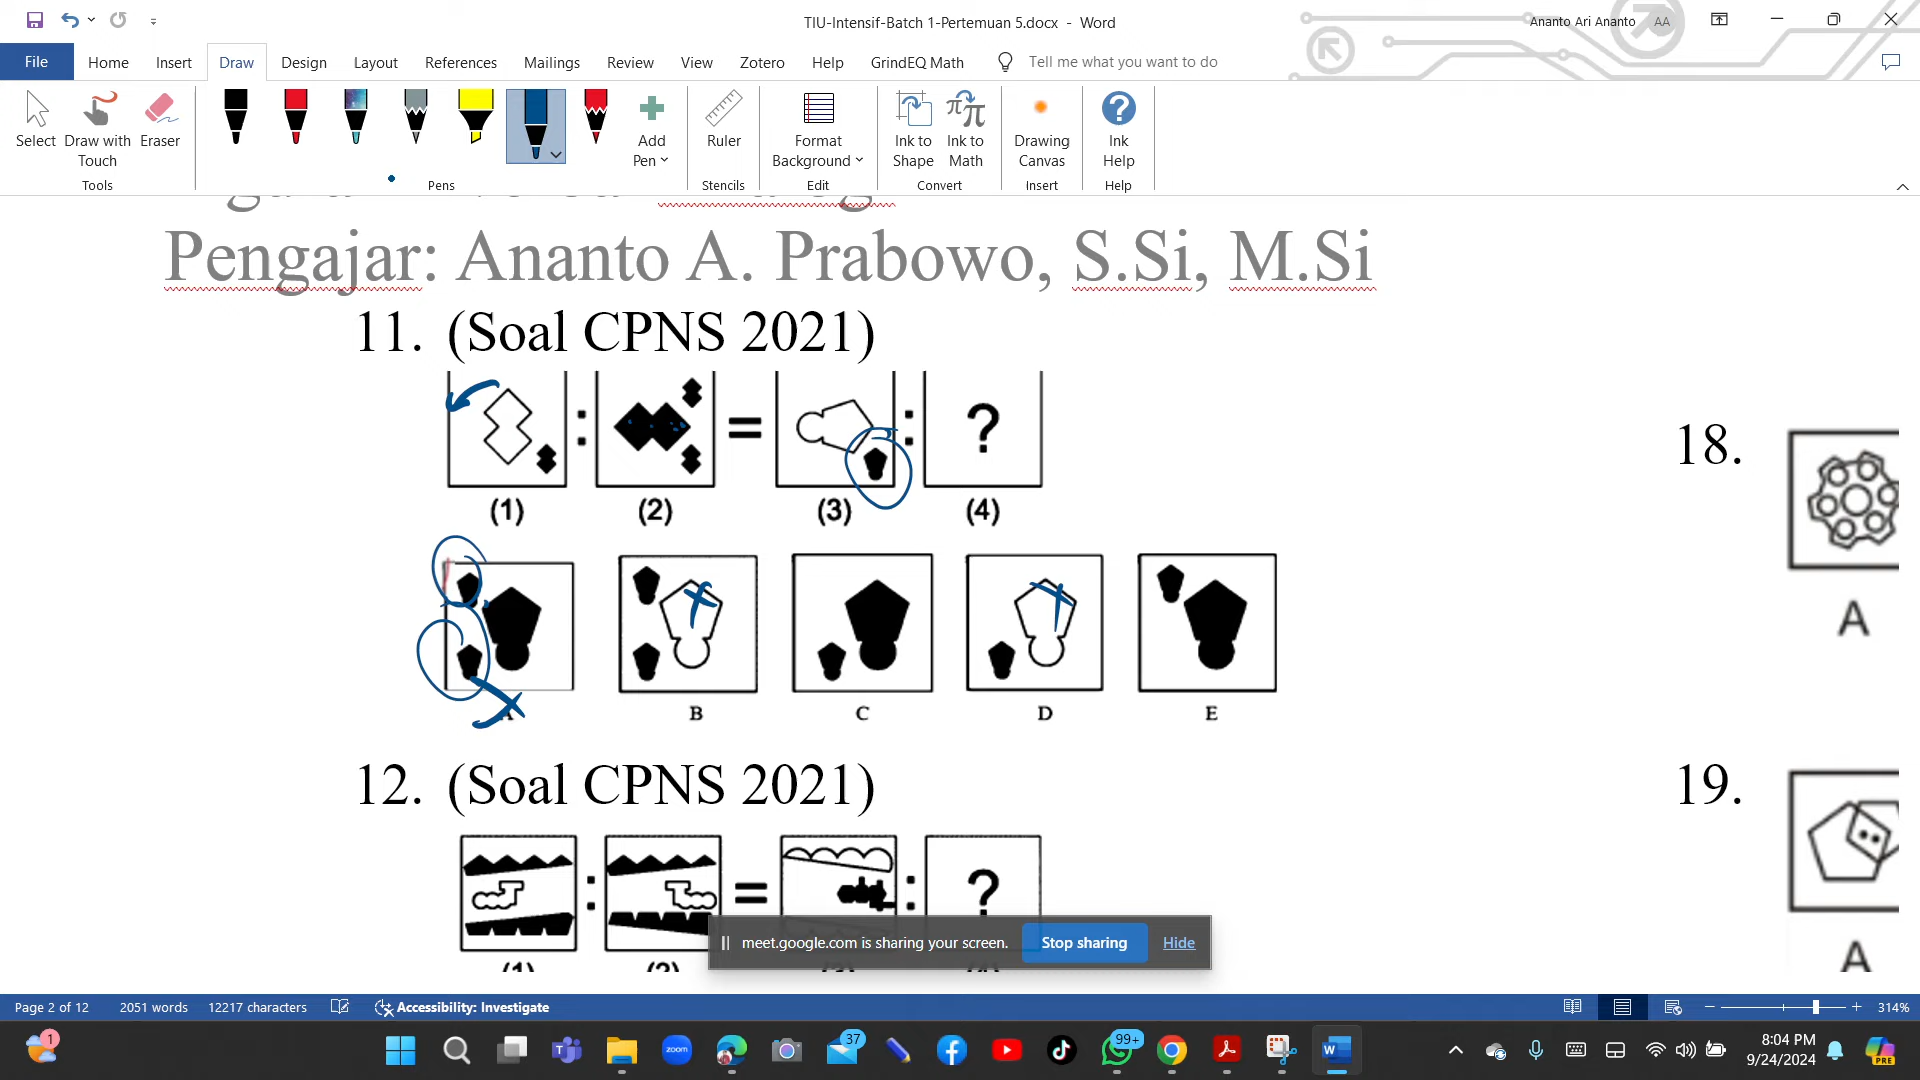 TIU-Intensif-Batch 1-Pertemuan 5.docx - Word
Ananto Ari Ananto
AA
File
Home
Insert
Draw
Design
Layout
References
Mailings
Review
View
Zotero
Help
GrindEQ Math
Tell me what you want to do
Select
Draw with Touch
Eraser
Add Pen
Ruler
Format Background
Ink to Shape
Ink to Math
Drawing Canvas
Ink Help
Tools
Pens
Stencils
Edit
Convert
Insert
Help
Pengajar: Ananto A. Prabowo, S.Si, M.Si
11. (Soal CPNS 2021)
: = : ?
(1) (2) (3) (4)
A B C D E
12. (Soal CPNS 2021)
: = : ?
18.
A
19.
A
meet.google.com is sharing your screen.
Stop sharing
Hide
Page 2 of 12
2051 words
12217 characters
Accessibility: Investigate
314%
1
zoom
37
99+
8:04 PM
9/24/2024
PRE